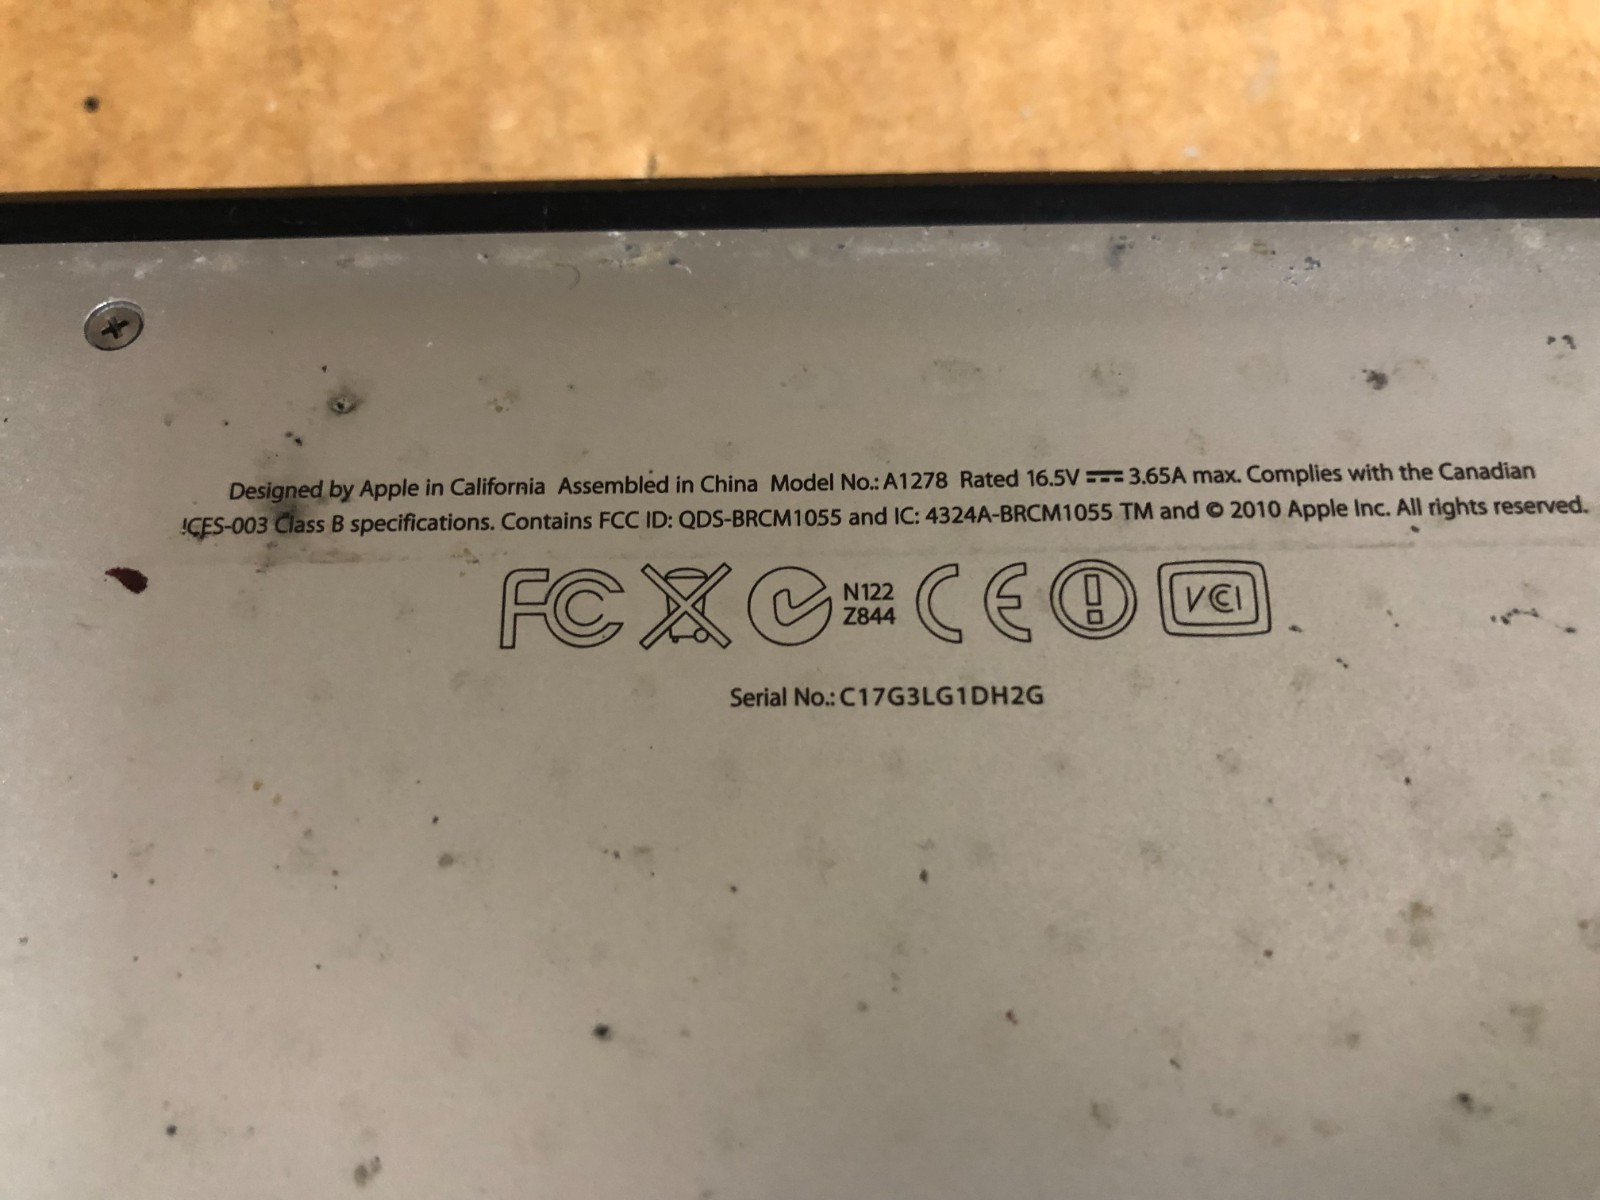 Designed by Apple in California Assembled in China Model No.: A1278 Rated 16.5V ⎓ 3.65A max. Complies with the Canadian
ICES-003 Class B specifications. Contains FCC ID: QDS-BRCM1055 and IC: 4324A-BRCM1055 TM and © 2010 Apple Inc. All rights reserved.
FC N122 CE VCI
Z844
Serial No.: C17G3LG1DH2G